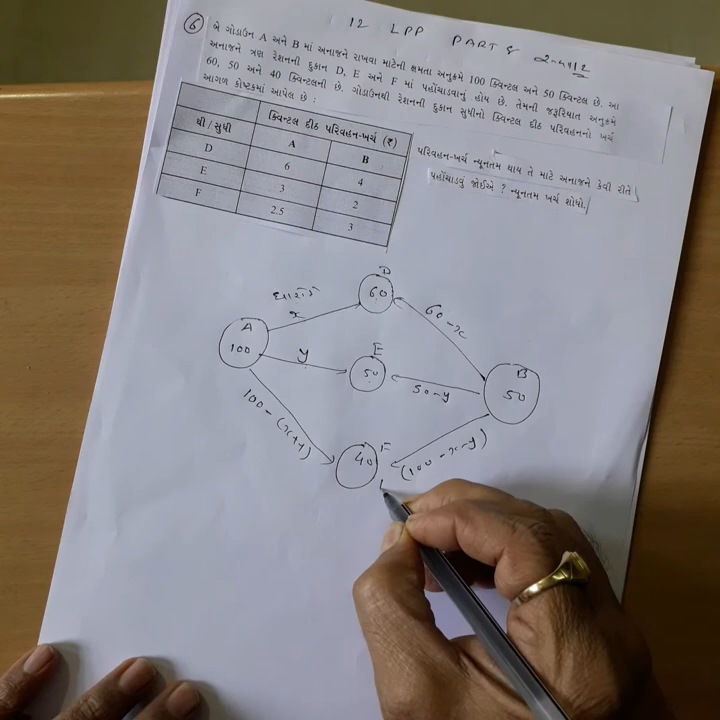 12 LPP PART 8
6 બે ગોડાઉન A અને B માં અનાજને રાખવા માટેની ક્ષમતા અનુક્રમે 100 ક્વિન્ટલ અને 50 ક્વિન્ટલ છે. આ
અનાજને ત્રણ રેશનની દુકાન D, E અને F માં પહોંચાડવાનું હોય છે. તેમની જરૂરિયાત અનુક્રમે
60, 50 અને 40 ક્વિન્ટલની છે. ગોડાઉનથી રેશનની દુકાન સુધીનો ક્વિન્ટલ દીઠ પરિવહનનો ખર્ચ
આગળ કોષ્ટકમાં આપેલ છે :
ક્વિન્ટલ દીઠ પરિવહન-ખર્ચ (₹)
થી / સુધી A B
D 6 4
E 3 2
F 2.5 3
પરિવહન-ખર્ચ ન્યૂનતમ થાય તે માટે અનાજને કેવી રીતે
પહોંચાડવું જોઈએ ? ન્યૂનતમ ખર્ચ શોધો.
D
60
ધારોકે
x
60-x
A
100
y
E
50
50-y
B
50
100-(x+y)
40
F
(100-x-y)